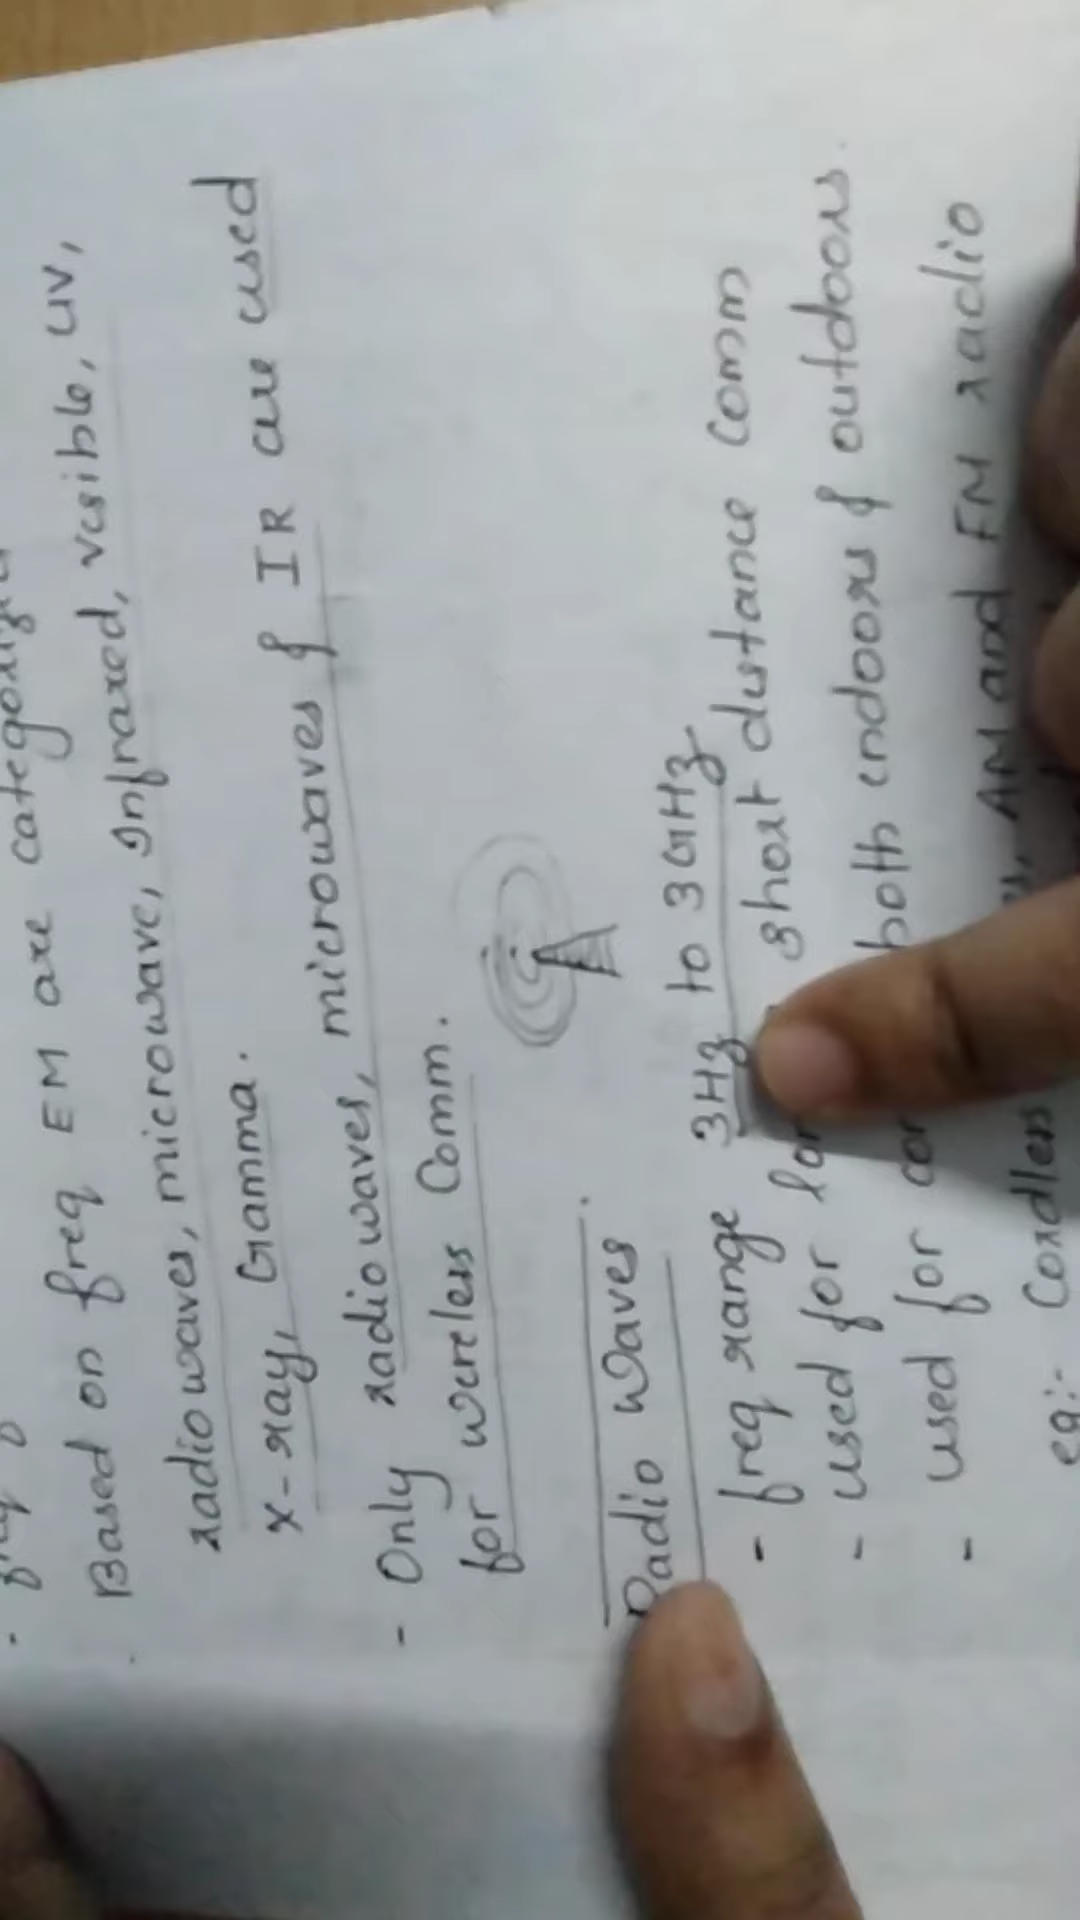 Based on freq EM are categorized
radiowaves, microwave, Infrared, visible, UV,
x-ray, Gamma.
- Only radiowaves, microwaves & IR are used
for wireless Comm.
Radio waves.
- freq range 3Hz to 3GHz
- used for short distance comm
- used for both indoors & outdoors.
eg:- Cordless AM and FM radio